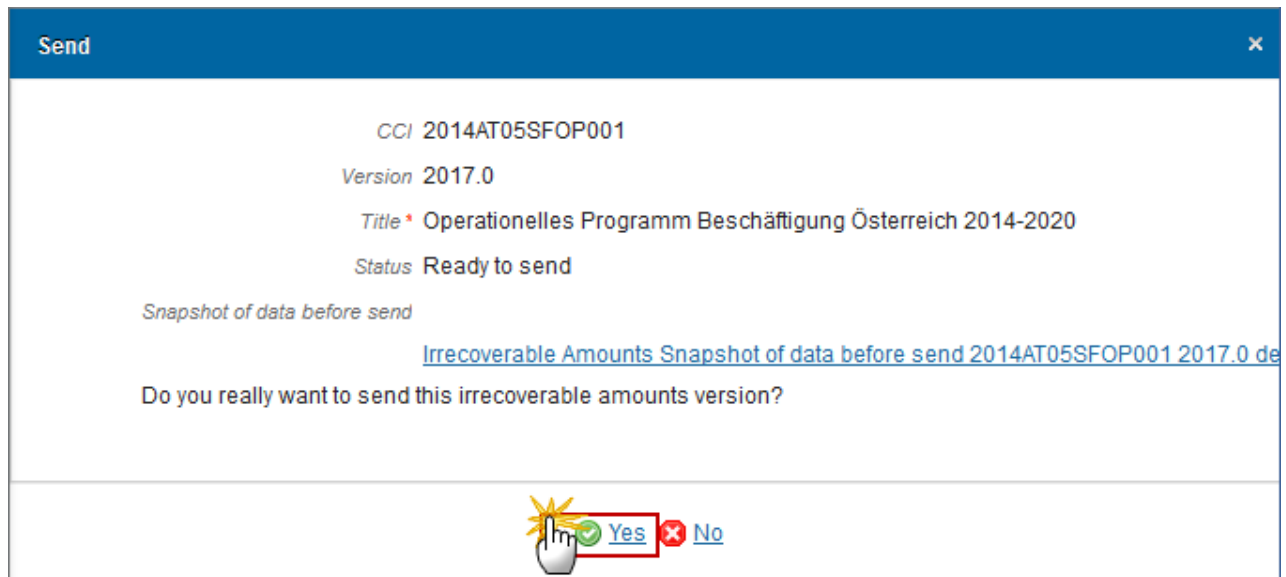 Send
CCI 2014AT05SFOP001
Version 2017.0
Title * Operationelles Programm Beschäftigung Österreich 2014-2020
Status Ready to send
Snapshot of data before send
Irrecoverable Amounts Snapshot of data before send 2014AT05SFOP001 2017.0 de
Do you really want to send this irrecoverable amounts version?
Yes No